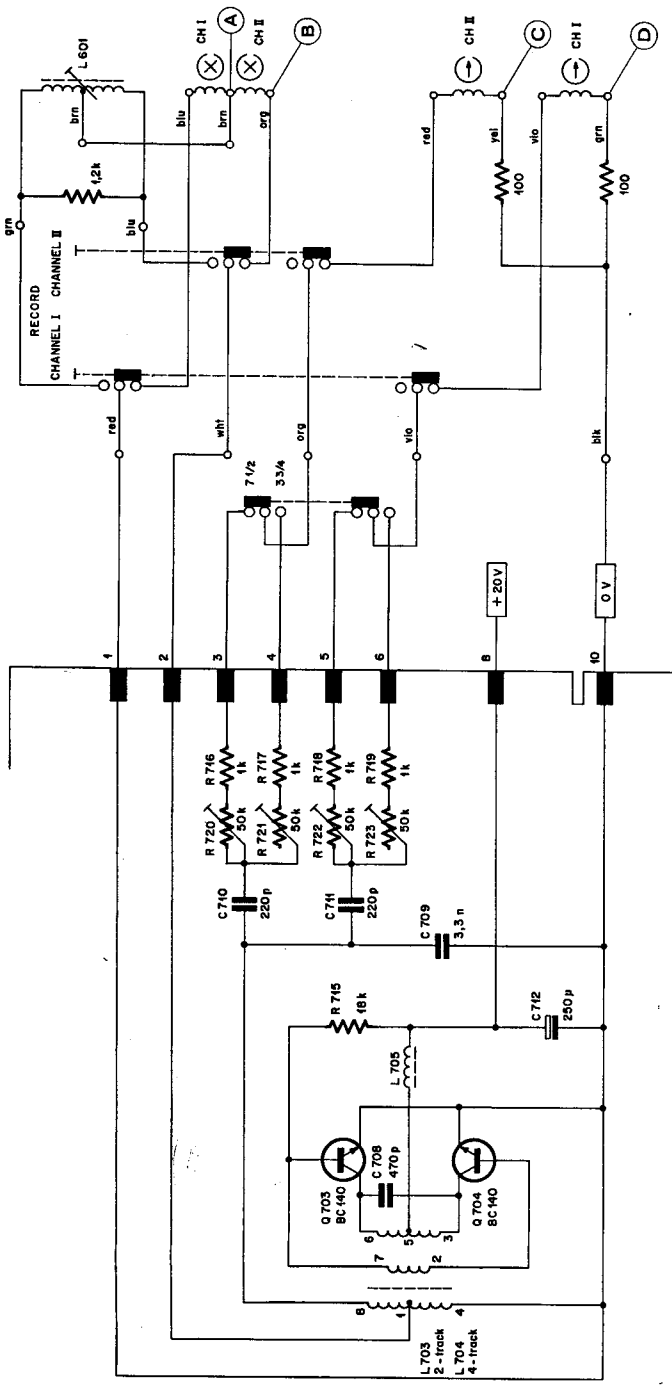 L 601
brn
1,2k
grn
blu
CH I
A
CH II
B
blu
brn
org
RECORD
CHANNEL I CHANNEL II
CH II
C
CH I
D
red
yel
vio
grn
100
100
red
wht
org
vio
blk
7 1/2
3 3/4
1
2
3
4
5
6
8
10
+ 20 V
0 V
R 716
1k
R 717
1k
R 718
1k
R 719
1k
R 720
50k
R 721
50k
R 722
50k
R 723
50k
C 710
220p
C 711
220p
C 709
3,3 n
R 715
18k
L 705
C 712
250µ
Q 703
BC 140
C 708
470p
Q 704
BC 140
6
5
3
7
2
8
1
4
L 703
2-track
L 704
4-track